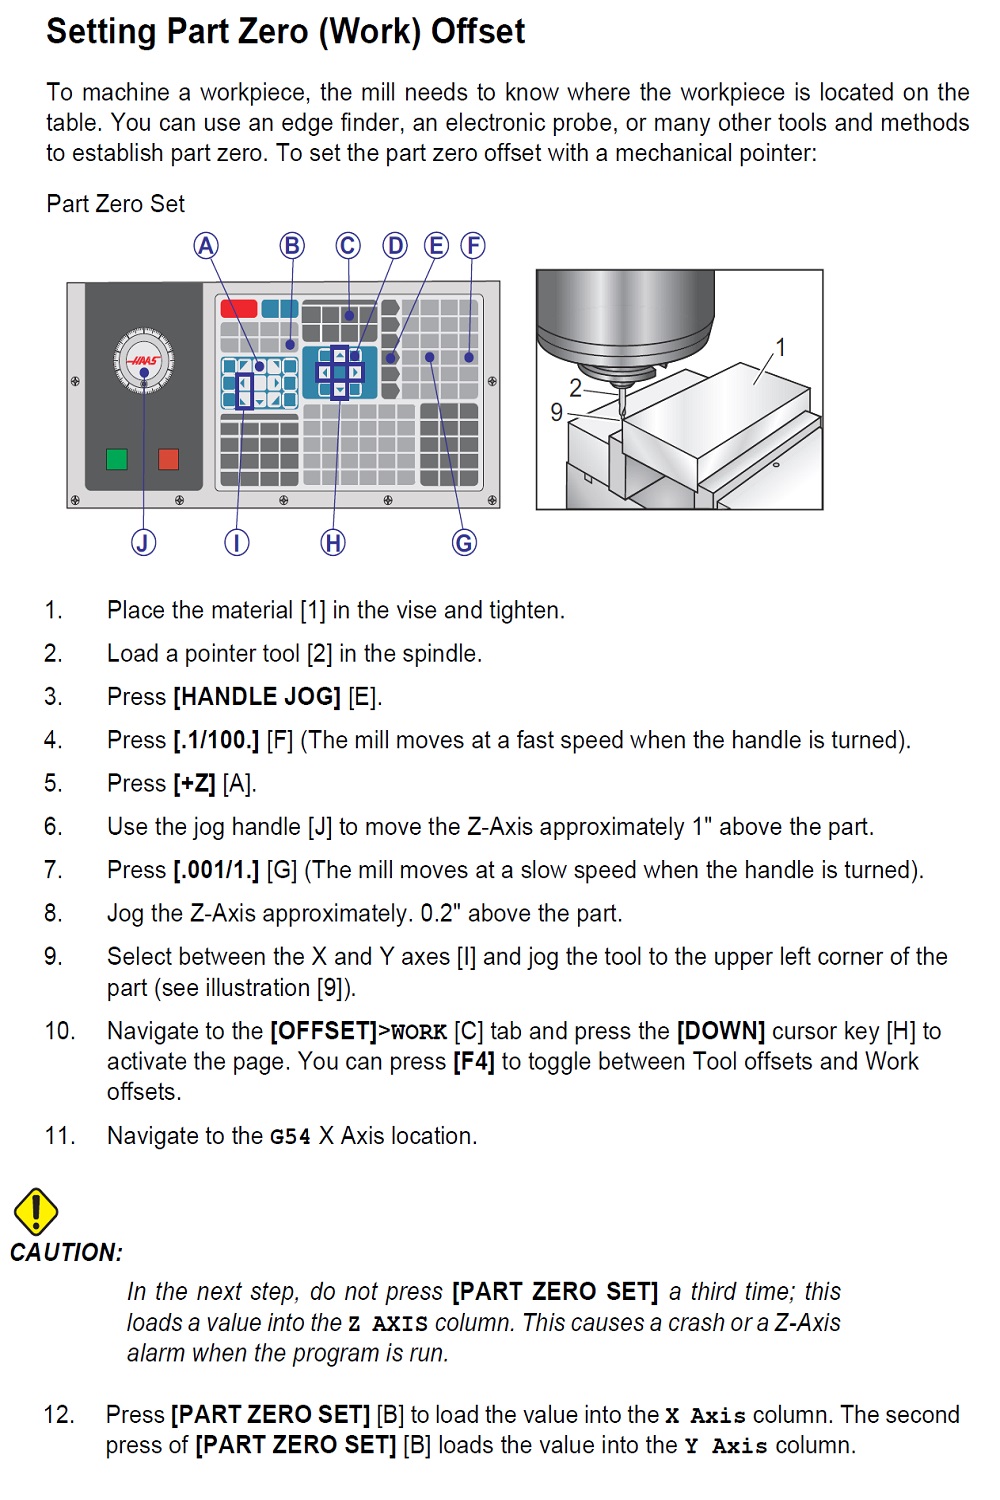 Setting Part Zero (Work) Offset
To machine a workpiece, the mill needs to know where the workpiece is located on the
table. You can use an edge finder, an electronic probe, or many other tools and methods
to establish part zero. To set the part zero offset with a mechanical pointer:
Part Zero Set
A B C D E F
HAAS
J I H G
1
2
9
1. Place the material [1] in the vise and tighten.
2. Load a pointer tool [2] in the spindle.
3. Press [HANDLE JOG] [E].
4. Press [.1/100.] [F] (The mill moves at a fast speed when the handle is turned).
5. Press [+Z] [A].
6. Use the jog handle [J] to move the Z-Axis approximately 1" above the part.
7. Press [.001/1.] [G] (The mill moves at a slow speed when the handle is turned).
8. Jog the Z-Axis approximately. 0.2" above the part.
9. Select between the X and Y axes [I] and jog the tool to the upper left corner of the
part (see illustration [9]).
10. Navigate to the [OFFSET]>WORK [C] tab and press the [DOWN] cursor key [H] to
activate the page. You can press [F4] to toggle between Tool offsets and Work
offsets.
11. Navigate to the G54 X Axis location.
!
CAUTION:
In the next step, do not press [PART ZERO SET] a third time; this
loads a value into the Z AXIS column. This causes a crash or a Z-Axis
alarm when the program is run.
12. Press [PART ZERO SET] [B] to load the value into the X Axis column. The second
press of [PART ZERO SET] [B] loads the value into the Y Axis column.